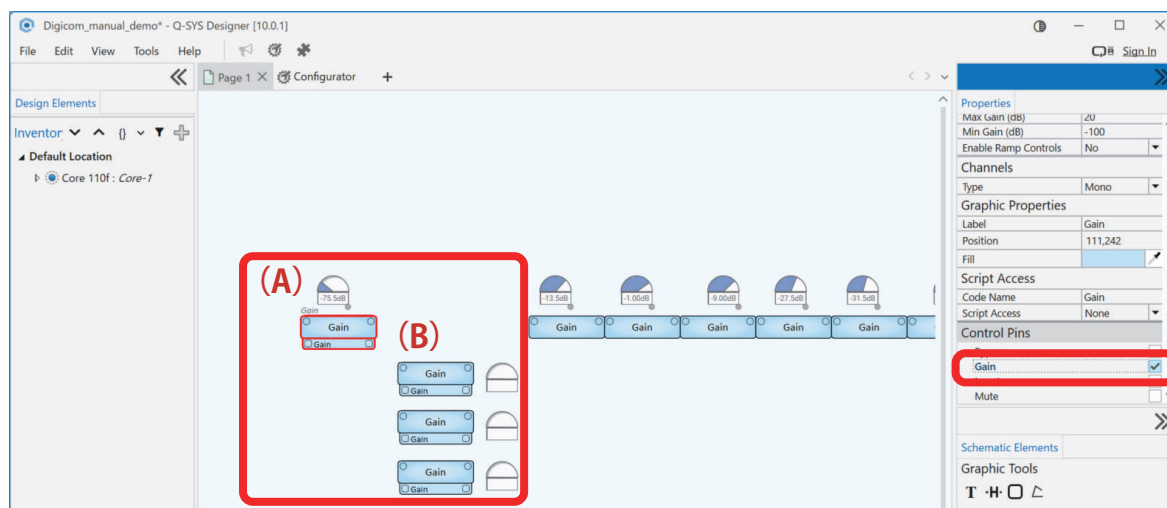 Digicom_manual_demo* - Q-SYS Designer [10.0.1]
File Edit View Tools Help
Sign In
Page 1
Configurator
Design Elements
Inventor
Default Location
Core 110f : Core-1
(A)
-75.5dB
Gain
Gain
Gain
(B)
Gain
Gain
Gain
Gain
Gain
Gain
-13.5dB
-1.00dB
-9.00dB
-27.5dB
-31.5dB
Gain
Gain
Gain
Gain
Gain
Properties
Max Gain (dB) 20
Min Gain (dB) -100
Enable Ramp Controls No
Channels
Type Mono
Graphic Properties
Label Gain
Position 111,242
Fill
Script Access
Code Name Gain
Script Access None
Control Pins
Gain
Mute
Schematic Elements
Graphic Tools
T H